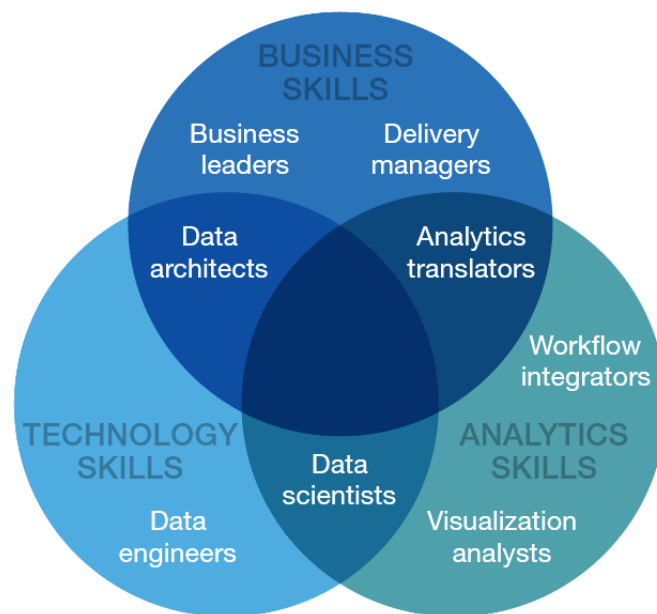 BUSINESS
SKILLS
Business
leaders
Delivery
managers
Data
architects
Analytics
translators
Workflow
integrators
TECHNOLOGY
SKILLS
ANALYTICS
SKILLS
Data
scientists
Data
engineers
Visualization
analysts